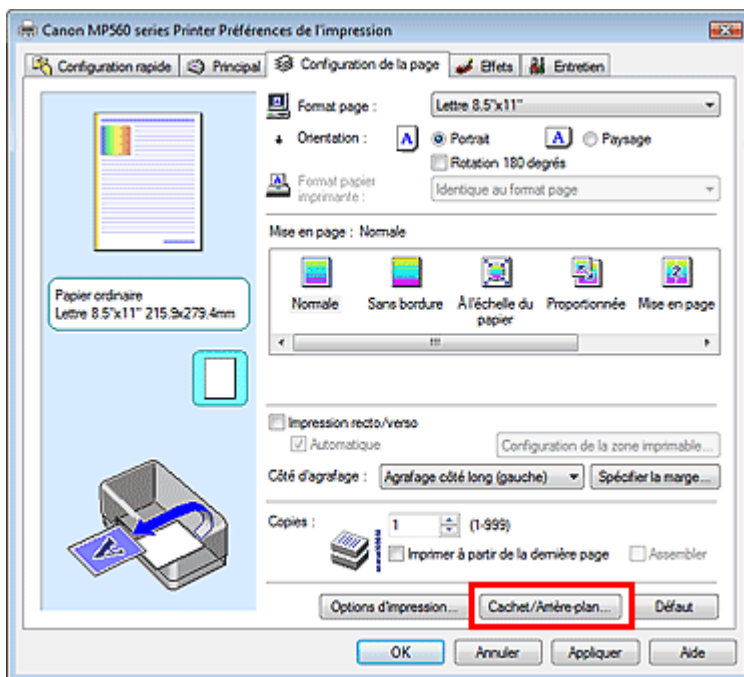 Canon MP560 series Printer Préférences de l'impression
Configuration rapide Principal Configuration de la page Effets Entretien
Format page : Lettre 8.5"x11"
Orientation : A Portrait A Paysage
Rotation 180 degrés
Format papier imprimante : Identique au format page
Mise en page : Normale
Normale Sans bordure À l'échelle du papier Proportionnée Mise en page
Papier ordinaire
Lettre 8.5"x11" 215.9x279.4mm
Impression recto/verso
Automatique Configuration de la zone imprimable...
Côté d'agrafage : Agrafage côté long (gauche) Spécifier la marge...
Copies : 1 (1-999)
Imprimer à partir de la dernière page Assembler
Options d'impression... Cachet/Arrière-plan... Défaut
OK Annuler Appliquer Aide